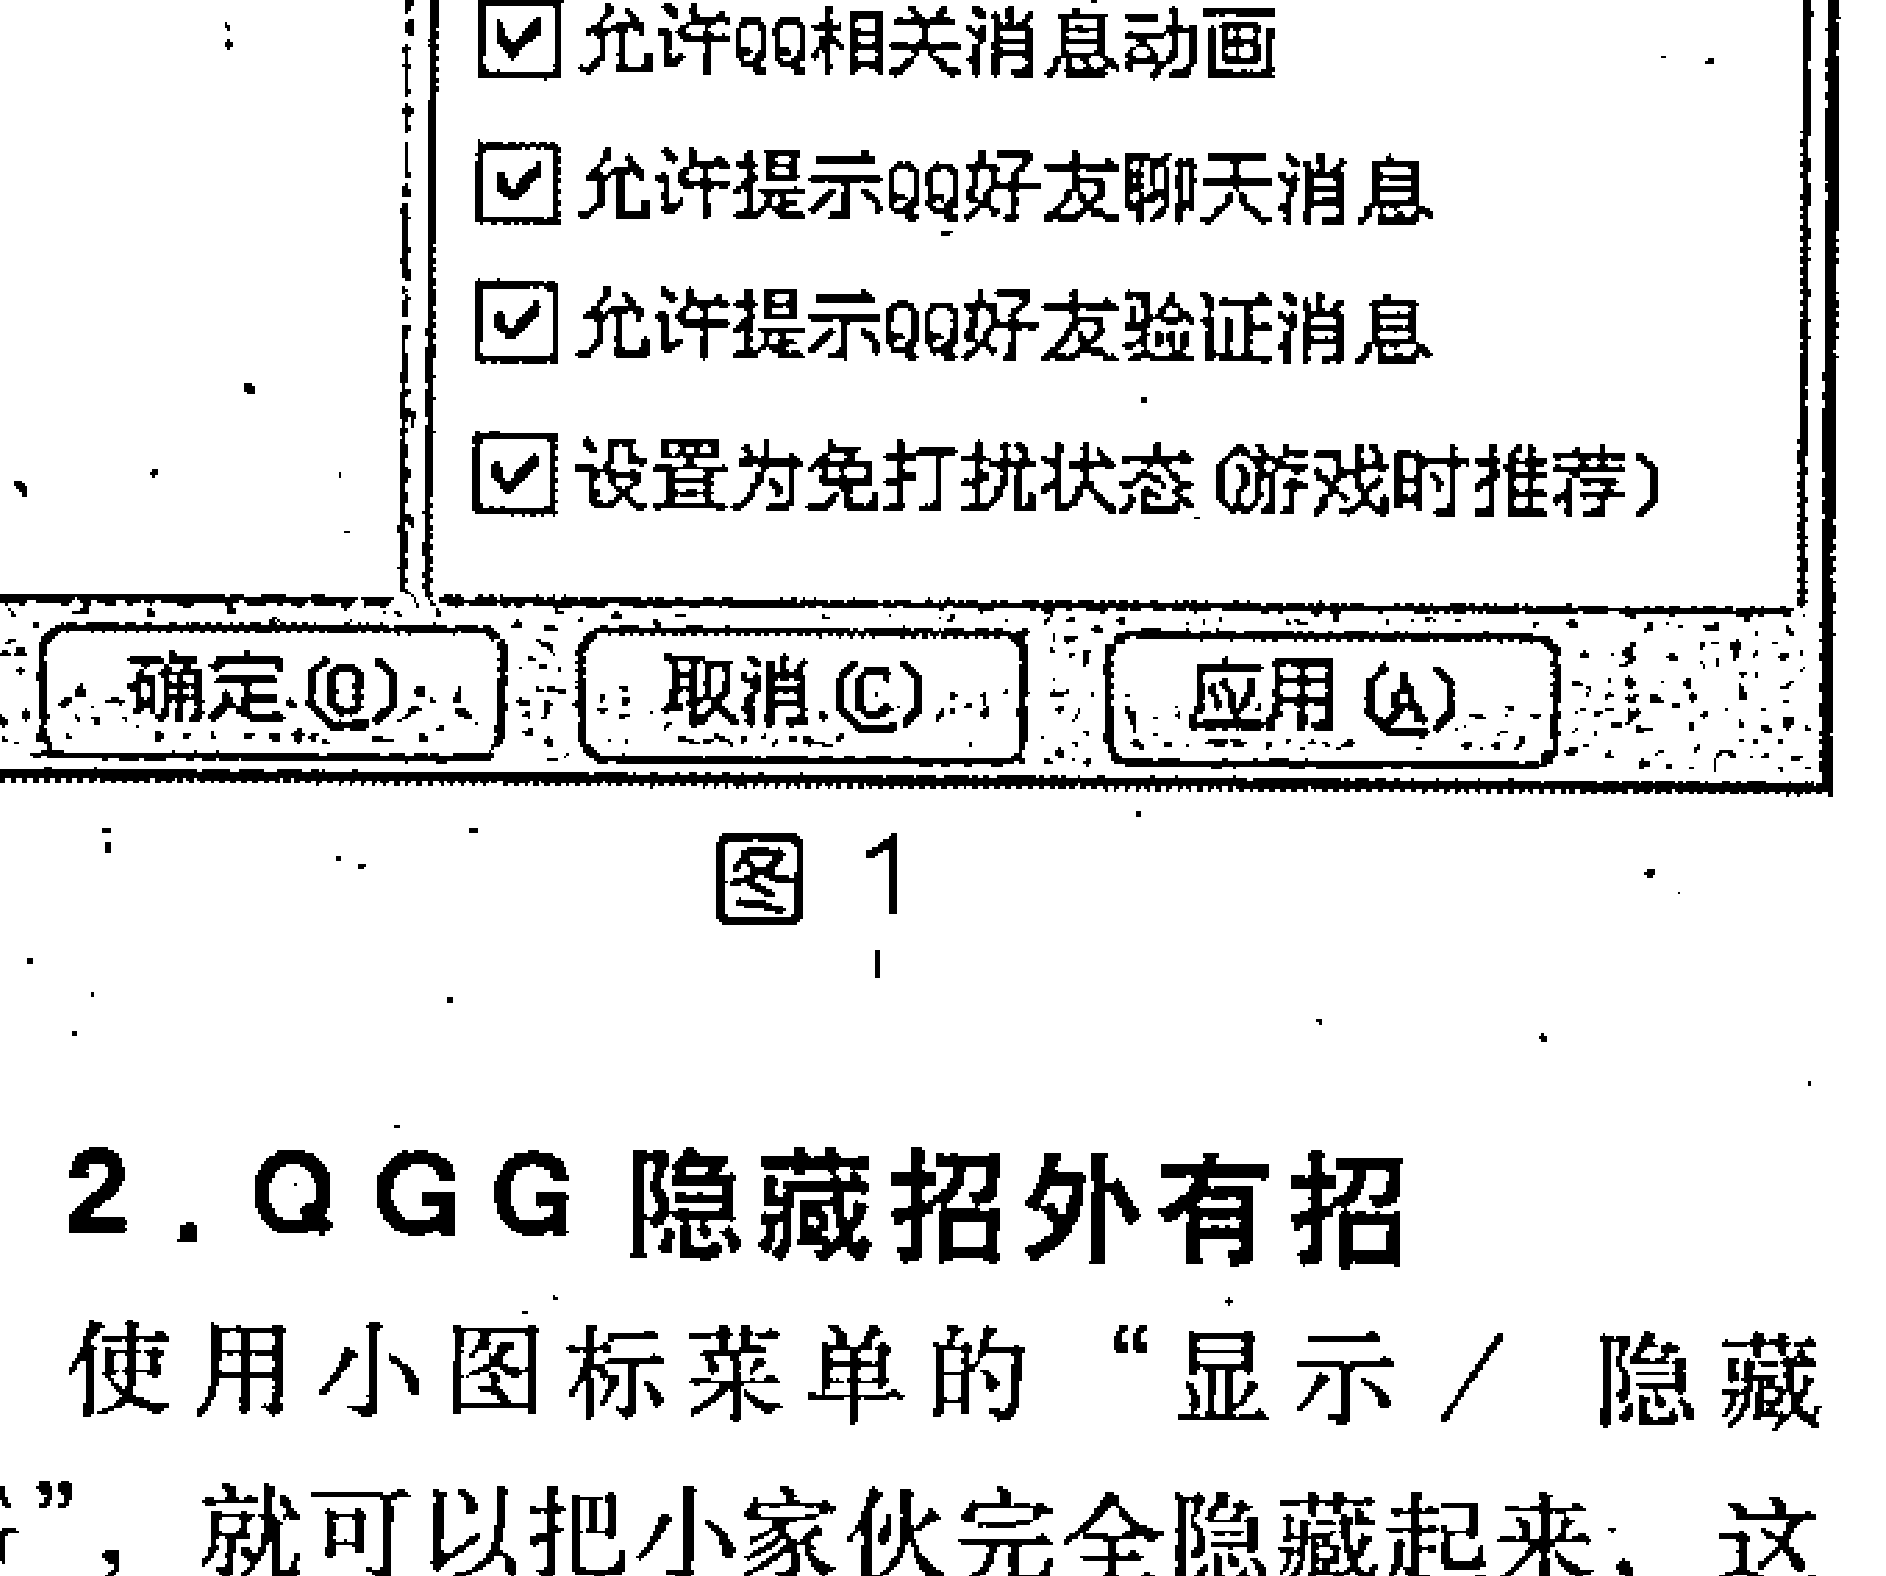 允许QQ相关消息动画
允许提示QQ好友聊天消息
允许提示QQ好友验证消息
设置为免打扰状态(游戏时推荐)
确定(O) 取消(C) 应用(A)
图 1
2.QGG隐藏招外有招
使用小图标菜单的“显示/ 隐藏
”，就可以把小家伙完全隐藏起来，这